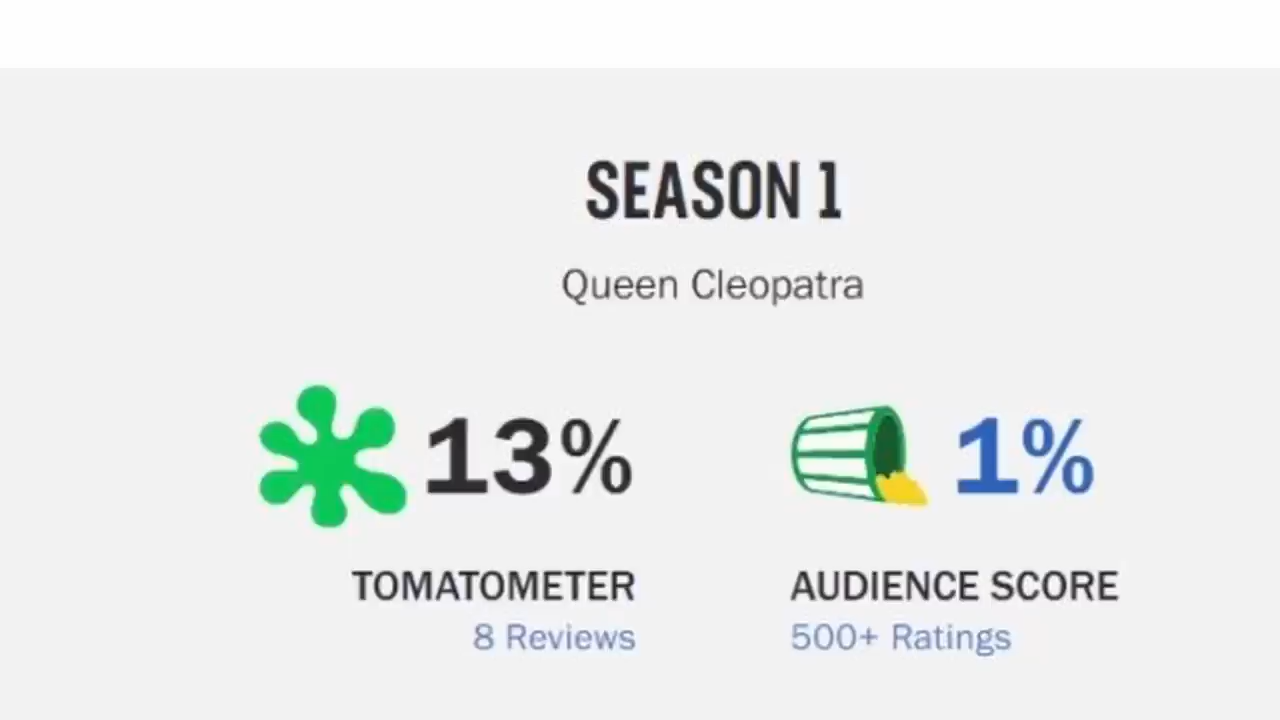 SEASON 1
Queen Cleopatra
13%
1%
TOMATOMETER
AUDIENCE SCORE
8 Reviews
500+ Ratings